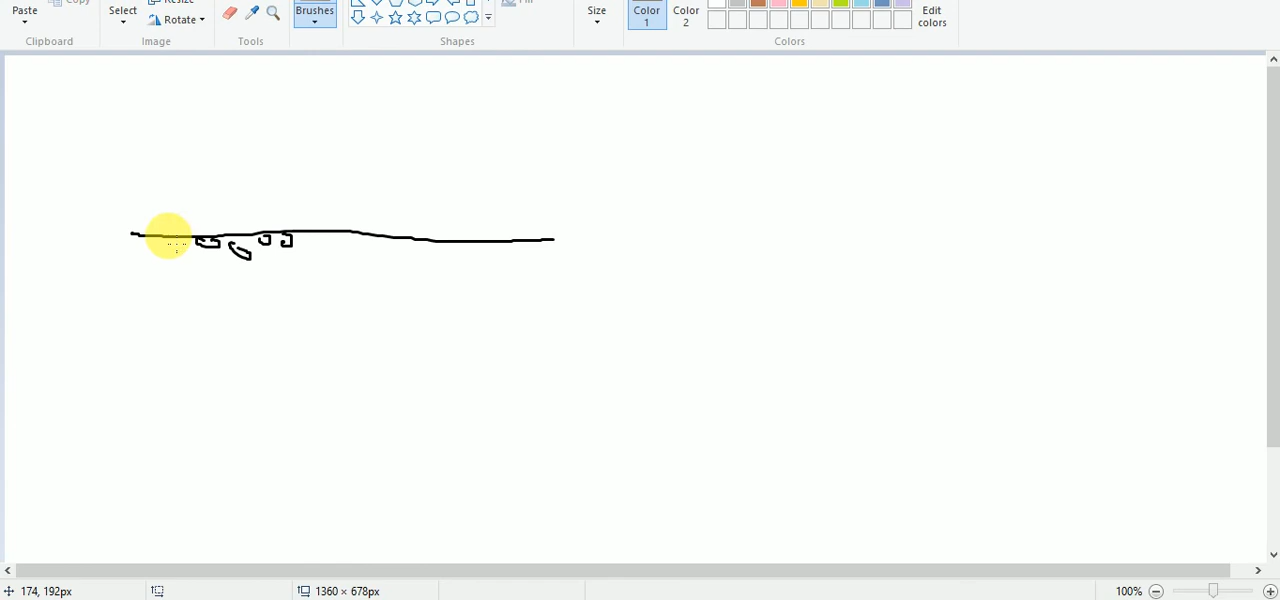 Copy
Resize
Fill
Paste
Select
Rotate
Brushes
Size
Color
1
Color
2
Edit
colors
Clipboard
Image
Tools
Shapes
Colors
174, 192px
1360 × 678px
100%